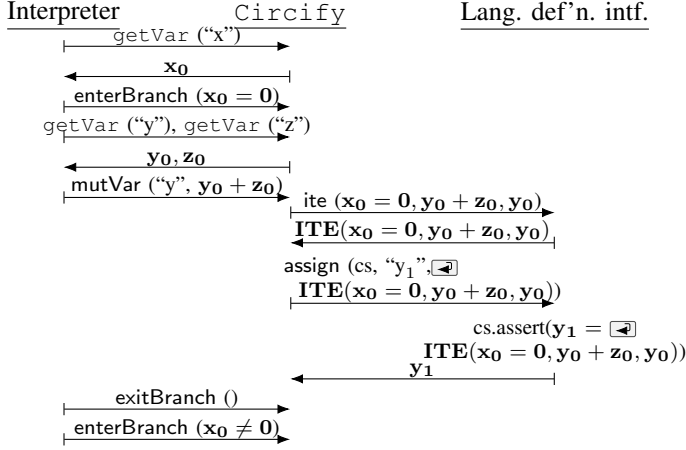 Interpreter Circify Lang. def’n. intf.
getVar (“x”)
x₀
enterBranch (x₀ = 0)
getVar (“y”), getVar (“z”)
y₀, z₀
mutVar (“y”, y₀ + z₀)
ite (x₀ = 0, y₀ + z₀, y₀)
ITE(x₀ = 0, y₀ + z₀, y₀)
assign (cs, “y₁”,
ITE(x₀ = 0, y₀ + z₀, y₀))
cs.assert(y₁ =
ITE(x₀ = 0, y₀ + z₀, y₀))
y₁
exitBranch ()
enterBranch (x₀ ≠ 0)